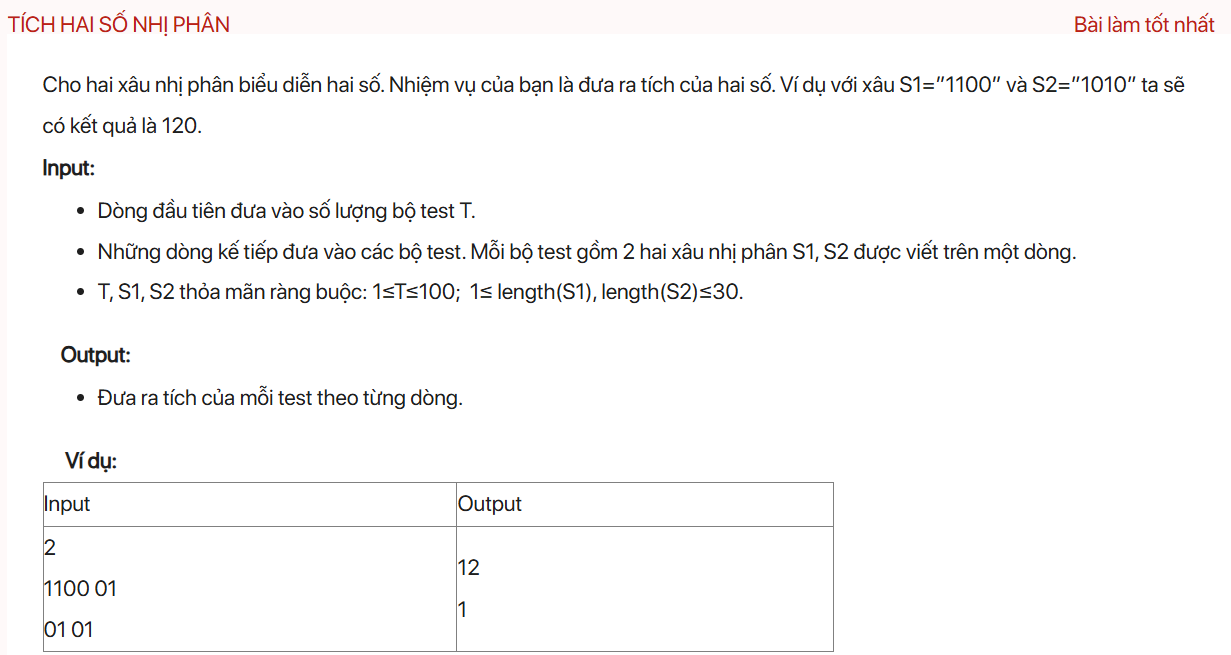 TÍCH HAI SỐ NHỊ PHÂN
Bài làm tốt nhất
Cho hai xâu nhị phân biểu diễn hai số. Nhiệm vụ của bạn là đưa ra tích của hai số. Ví dụ với xâu S1="1100" và S2="1010" ta sẽ
có kết quả là 120.
Input:
• Dòng đầu tiên đưa vào số lượng bộ test T.
• Những dòng kế tiếp đưa vào các bộ test. Mỗi bộ test gồm 2 hai xâu nhị phân S1, S2 được viết trên một dòng.
• T, S1, S2 thỏa mãn ràng buộc: 1≤T≤100; 1≤ length(S1), length(S2)≤30.
Output:
• Đưa ra tích của mỗi test theo từng dòng.
Ví dụ:
Input
Output
2
1100 01
01 01
12
1